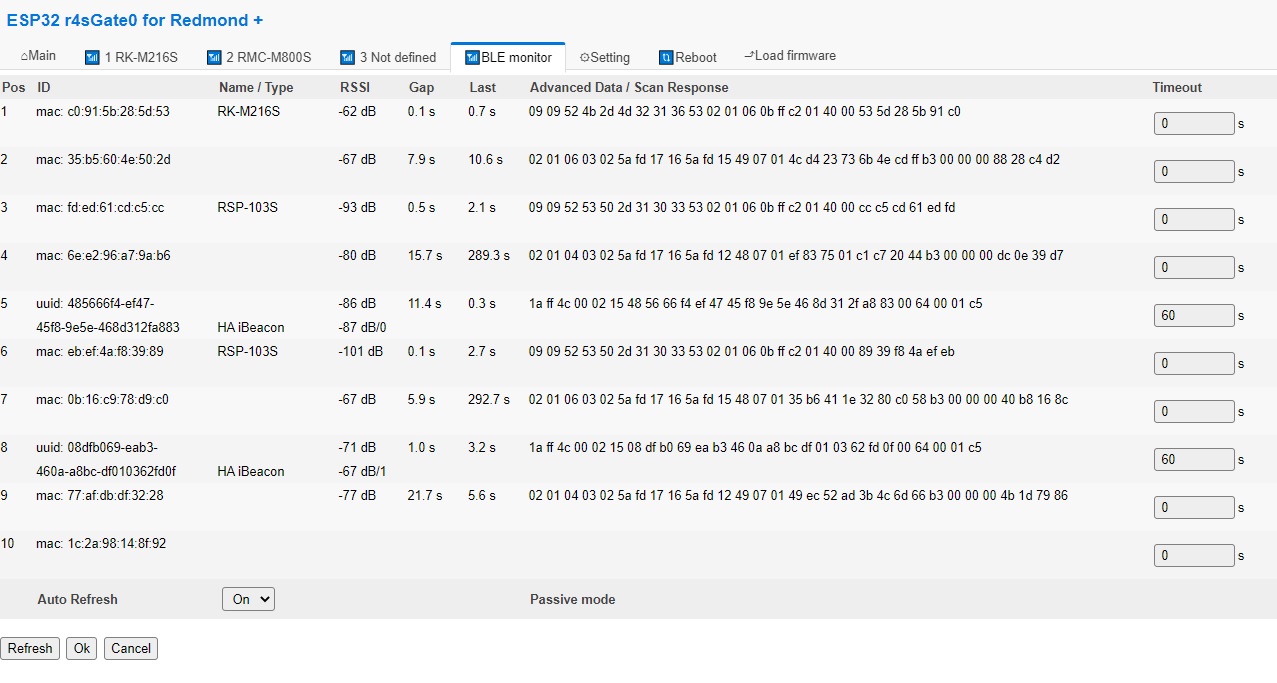 ESP32 r4sGate0 for Redmond +
Main 1 RK-M216S 2 RMC-M800S 3 Not defined BLE monitor Setting Reboot Load firmware
Pos ID Name / Type RSSI Gap Last Advanced Data / Scan Response Timeout
1 mac: c0:91:5b:28:5d:53 RK-M216S -62 dB 0.1 s 0.7 s 09 09 52 4b 2d 4d 32 31 36 53 02 01 06 0b ff c2 01 40 00 53 5d 28 5b 91 c0
0 s
2 mac: 35:b5:60:4e:50:2d -67 dB 7.9 s 10.6 s 02 01 06 03 02 5a fd 17 16 5a fd 15 49 07 01 4c d4 23 73 6b 4e cd ff b3 00 00 00 88 28 c4 d2
0 s
3 mac: fd:ed:61:cd:c5:cc RSP-103S -93 dB 0.5 s 2.1 s 09 09 52 53 50 2d 31 30 33 53 02 01 06 0b ff c2 01 40 00 cc c5 cd 61 ed fd
0 s
4 mac: 6e:e2:96:a7:9a:b6 -80 dB 15.7 s 289.3 s 02 01 04 03 02 5a fd 17 16 5a fd 12 48 07 01 ef 83 75 01 c1 c7 20 44 b3 00 00 00 dc 0e 39 d7
0 s
5 uuid: 485666f4-ef47- -86 dB 11.4 s 0.3 s 1a ff 4c 00 02 15 48 56 66 f4 ef 47 45 f8 9e 5e 46 8d 31 2f a8 83 00 64 00 01 c5
60 s
45f8-9e5e-468d312fa883 HA iBeacon -87 dB/0
6 mac: eb:ef:4a:f8:39:89 RSP-103S -101 dB 0.1 s 2.7 s 09 09 52 53 50 2d 31 30 33 53 02 01 06 0b ff c2 01 40 00 89 39 f8 4a ef eb
0 s
7 mac: 0b:16:c9:78:d9:c0 -67 dB 5.9 s 292.7 s 02 01 06 03 02 5a fd 17 16 5a fd 15 48 07 01 35 b6 41 1e 32 80 c0 58 b3 00 00 00 40 b8 16 8c
0 s
8 uuid: 08dfb069-eab3- -71 dB 1.0 s 3.2 s 1a ff 4c 00 02 15 08 df b0 69 ea b3 46 0a a8 bc df 01 03 62 fd 0f 00 64 00 01 c5
60 s
460a-a8bc-df010362fd0f HA iBeacon -67 dB/1
9 mac: 77:af:db:df:32:28 -77 dB 21.7 s 5.6 s 02 01 04 03 02 5a fd 17 16 5a fd 12 49 07 01 49 ec 52 ad 3b 4c 6d 66 b3 00 00 00 4b 1d 79 86
0 s
10 mac: 1c:2a:98:14:8f:92
0 s
Auto Refresh On Passive mode
Refresh Ok Cancel